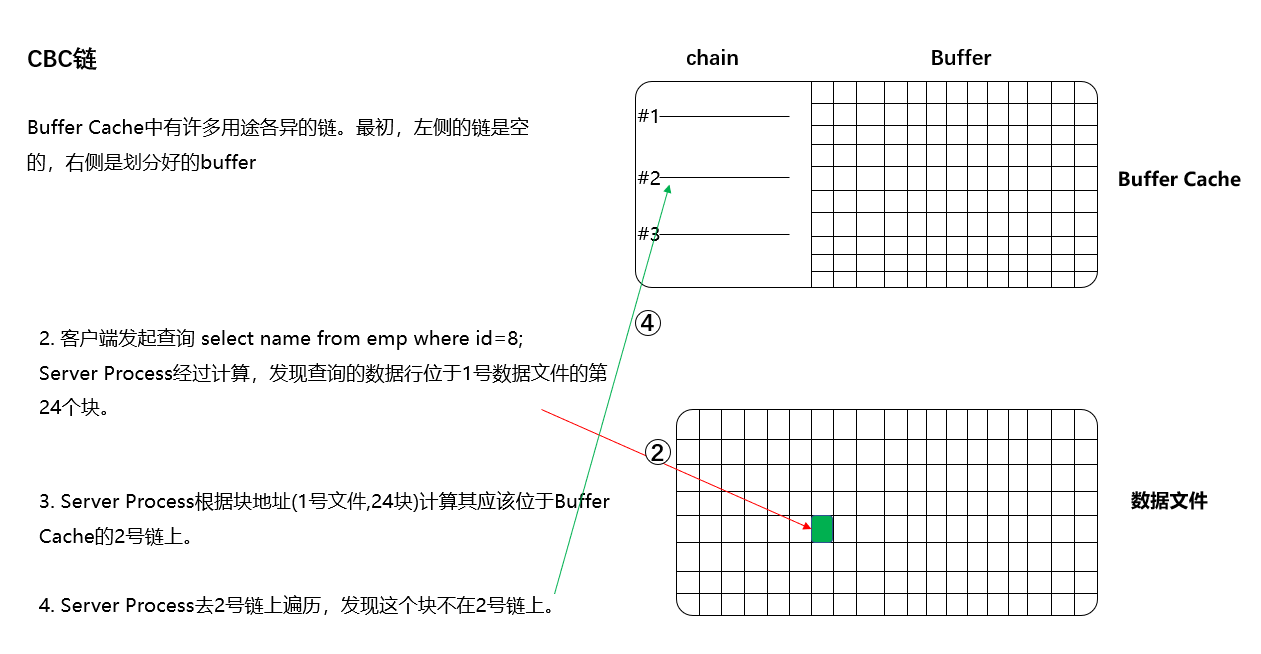 CBC链
chain
Buffer
Buffer Cache中有许多用途各异的链。最初，左侧的链是空
的，右侧是划分好的buffer
#1
#2
#3
Buffer Cache
④
2. 客户端发起查询 select name from emp where id=8;
Server Process经过计算，发现查询的数据行位于1号数据文件的第
24个块。
②
3. Server Process根据块地址(1号文件,24块)计算其应该位于Buffer
Cache的2号链上。
数据文件
4. Server Process去2号链上遍历，发现这个块不在2号链上。